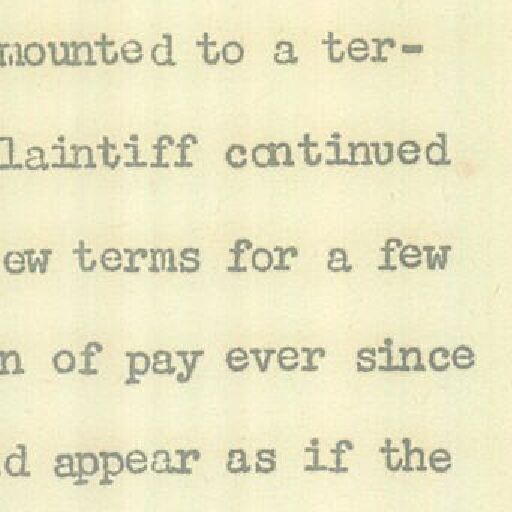 mounted to a ter-
laintiff continued
ew terms for a few
n of pay ever since
d appear as if the